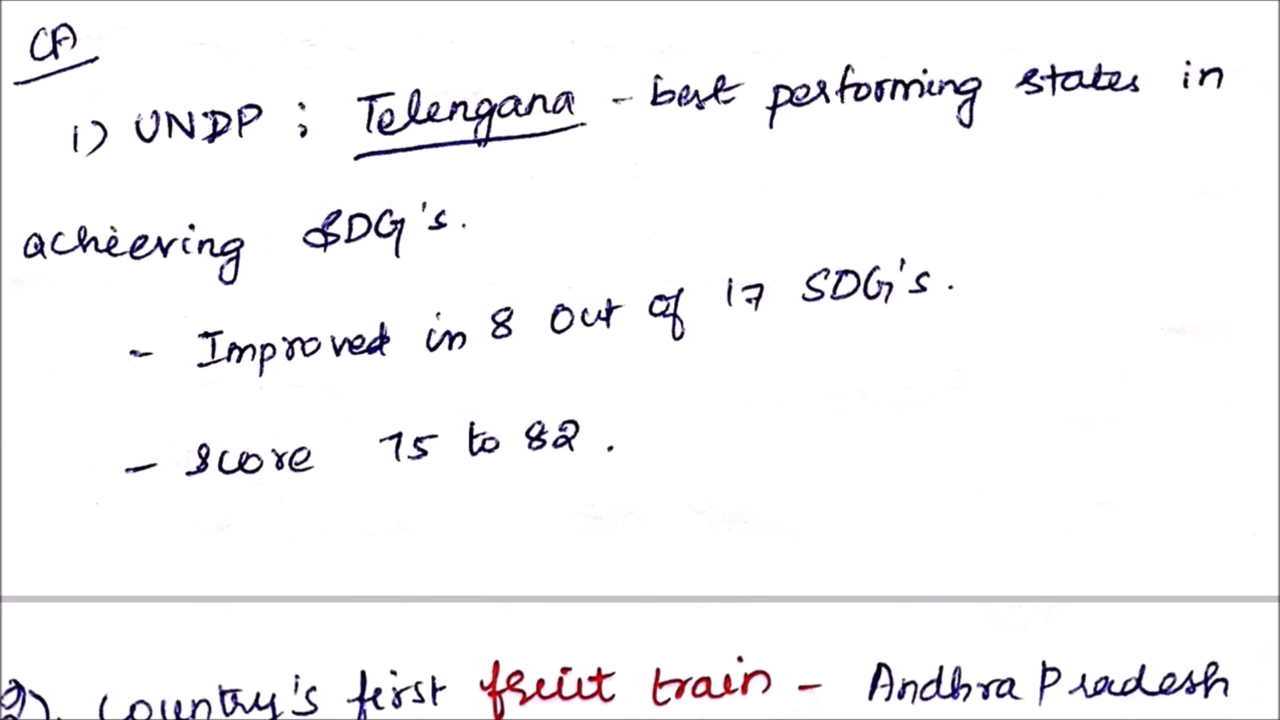 CA
1) UNDP : Telengana - best performing states in
achieving SDG's.
- Improved in 8 out of 17 SDG's.
- Score 75 to 82.
2). Country's first fruit train - Andhra Pradesh